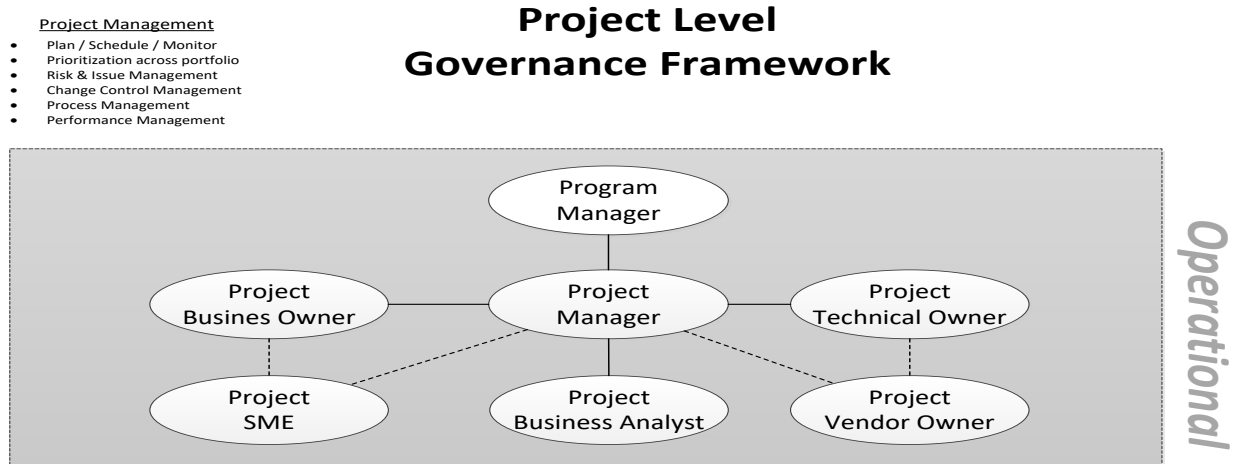 Project Management
• Plan / Schedule / Monitor
• Prioritization across portfolio
• Risk & Issue Management
• Change Control Management
• Process Management
• Performance Management
Project Level
Governance Framework
Program
Manager
Project
Busines Owner
Project
Manager
Project
Technical Owner
Project
SME
Project
Business Analyst
Project
Vendor Owner
Operational